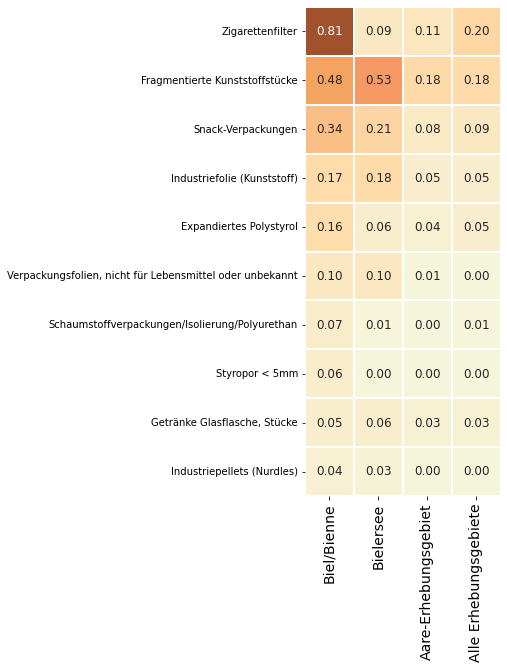 Zigarettenfilter 0.81 0.09 0.11 0.20
Fragmentierte Kunststoffstücke 0.48 0.53 0.18 0.18
Snack-Verpackungen 0.34 0.21 0.08 0.09
Industriefolie (Kunststoff) 0.17 0.18 0.05 0.05
Expandiertes Polystyrol 0.16 0.06 0.04 0.05
Verpackungsfolien, nicht für Lebensmittel oder unbekannt 0.10 0.10 0.01 0.00
Schaumstoffverpackungen/Isolierung/Polyurethan 0.07 0.01 0.00 0.01
Styropor < 5mm 0.06 0.00 0.00 0.00
Getränke Glasflasche, Stücke 0.05 0.06 0.03 0.03
Industriepellets (Nurdles) 0.04 0.03 0.00 0.00
Biel/Bienne
Bielersee
Aare-Erhebungsgebiet
Alle Erhebungsgebiete